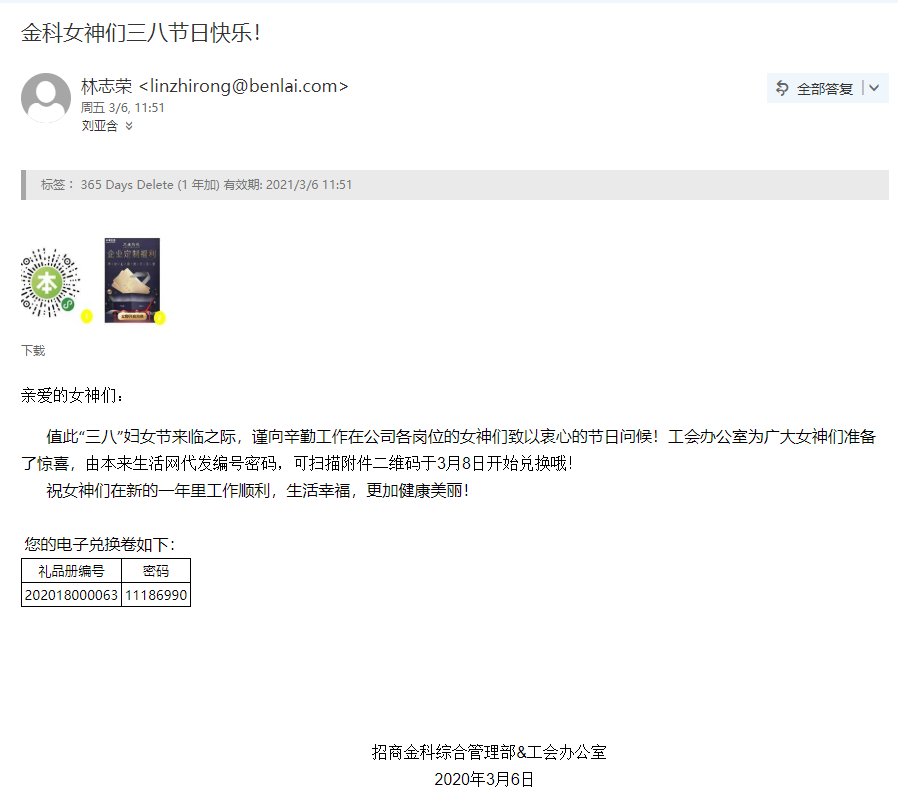 金科女神们三八节日快乐！
林志荣 <linzhirong@benlai.com>
周五 3/6, 11:51
刘亚含
全部答复
标签： 365 Days Delete (1 年加) 有效期: 2021/3/6 11:51
本
企业定制福利
下载
亲爱的女神们：
值此“三八”妇女节来临之际，谨向辛勤工作在公司各岗位的女神们致以衷心的节日问候！工会办公室为广大女神们准备
了惊喜，由本来生活网代发编号密码，可扫描附件二维码于3月8日开始兑换哦！
祝女神们在新的一年里工作顺利，生活幸福，更加健康美丽！
您的电子兑换卷如下：
礼品册编号 密码
202018000063 11186990
招商金科综合管理部&工会办公室
2020年3月6日